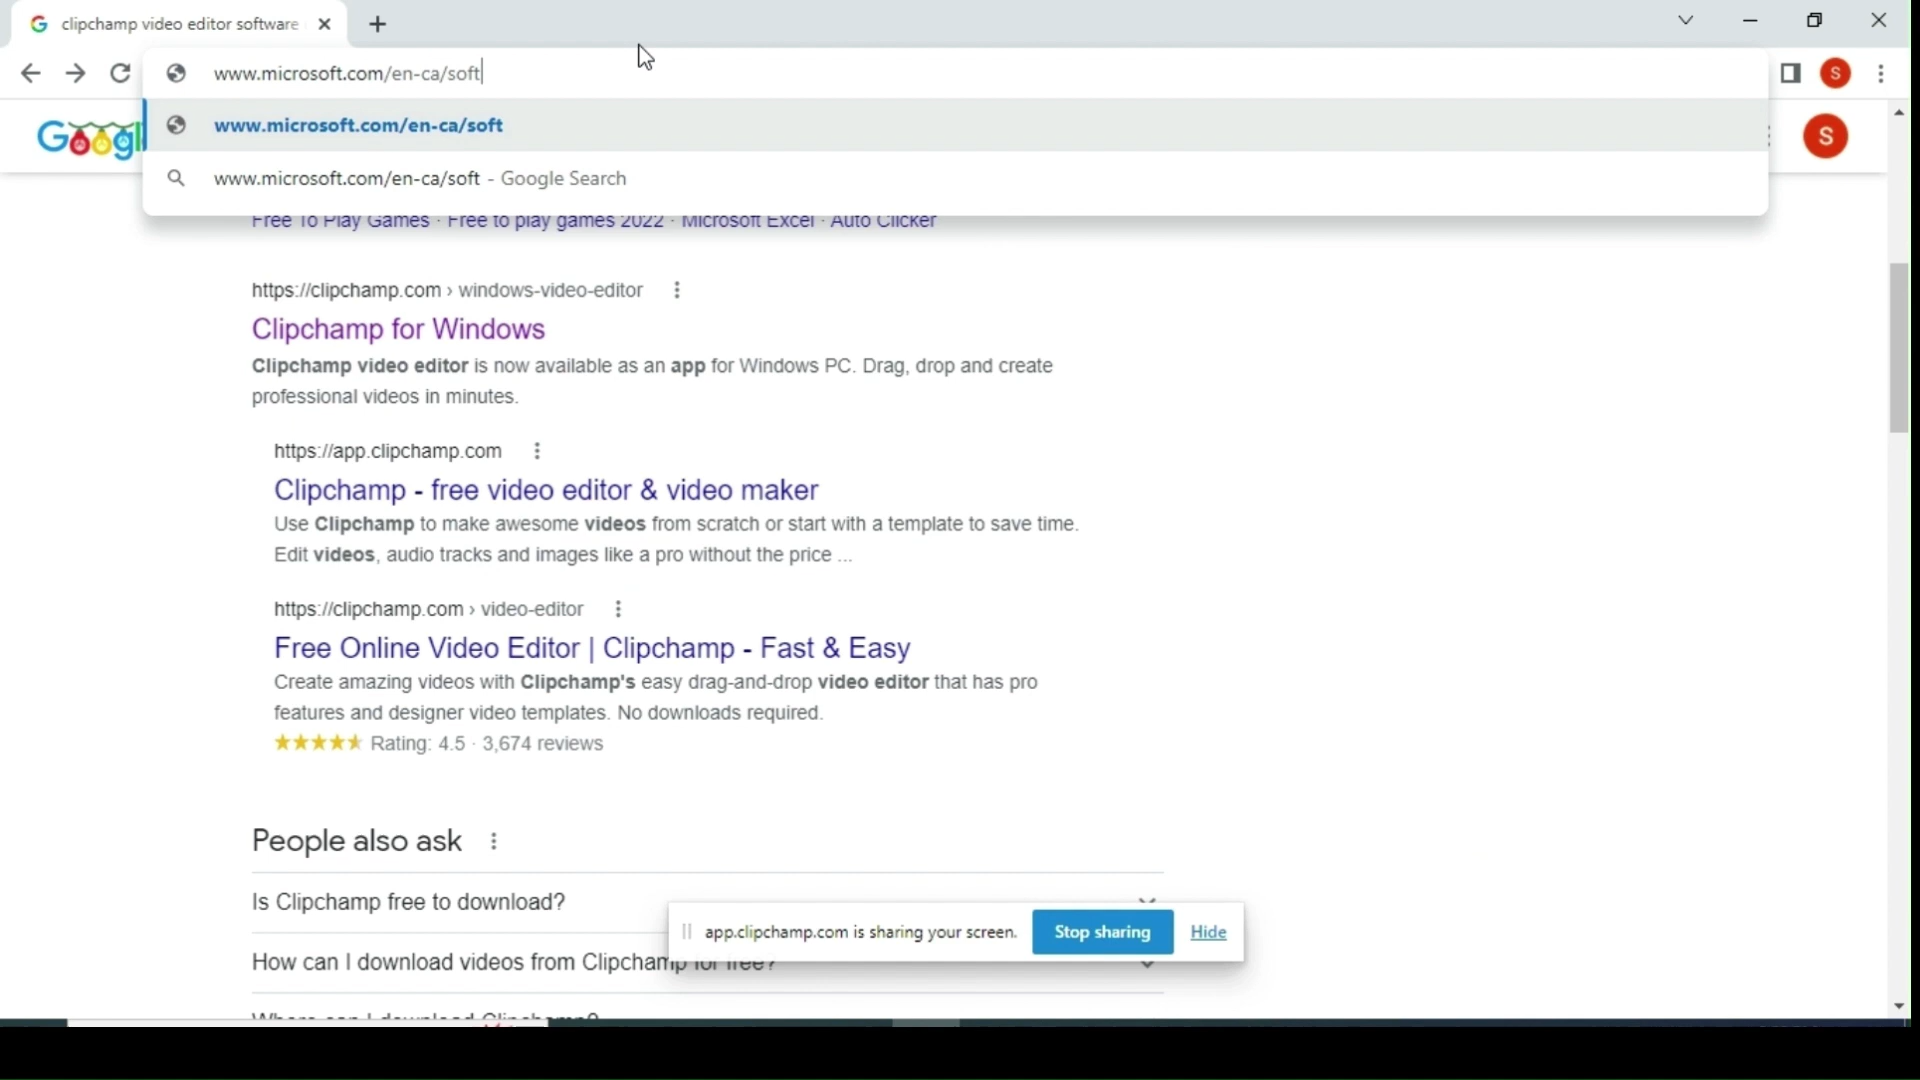 clipchamp video editor software
www.microsoft.com/en-ca/soft
S
www.microsoft.com/en-ca/soft
Googl
S
www.microsoft.com/en-ca/soft - Google Search
Free To Play Games · Free to play games 2022 · Microsoft Excel · Auto Clicker
https://clipchamp.com › windows-video-editor
Clipchamp for Windows
Clipchamp video editor is now available as an app for Windows PC. Drag, drop and create
professional videos in minutes.
https://app.clipchamp.com
Clipchamp - free video editor & video maker
Use Clipchamp to make awesome videos from scratch or start with a template to save time.
Edit videos, audio tracks and images like a pro without the price ...
https://clipchamp.com › video-editor
Free Online Video Editor | Clipchamp - Fast & Easy
Create amazing videos with Clipchamp's easy drag-and-drop video editor that has pro
features and designer video templates. No downloads required.
Rating: 4.5 · 3,674 reviews
People also ask
Is Clipchamp free to download?
app.clipchamp.com is sharing your screen. Stop sharing Hide
How can I download videos from Clipchamp for free?
Where can I download Clipchamp?